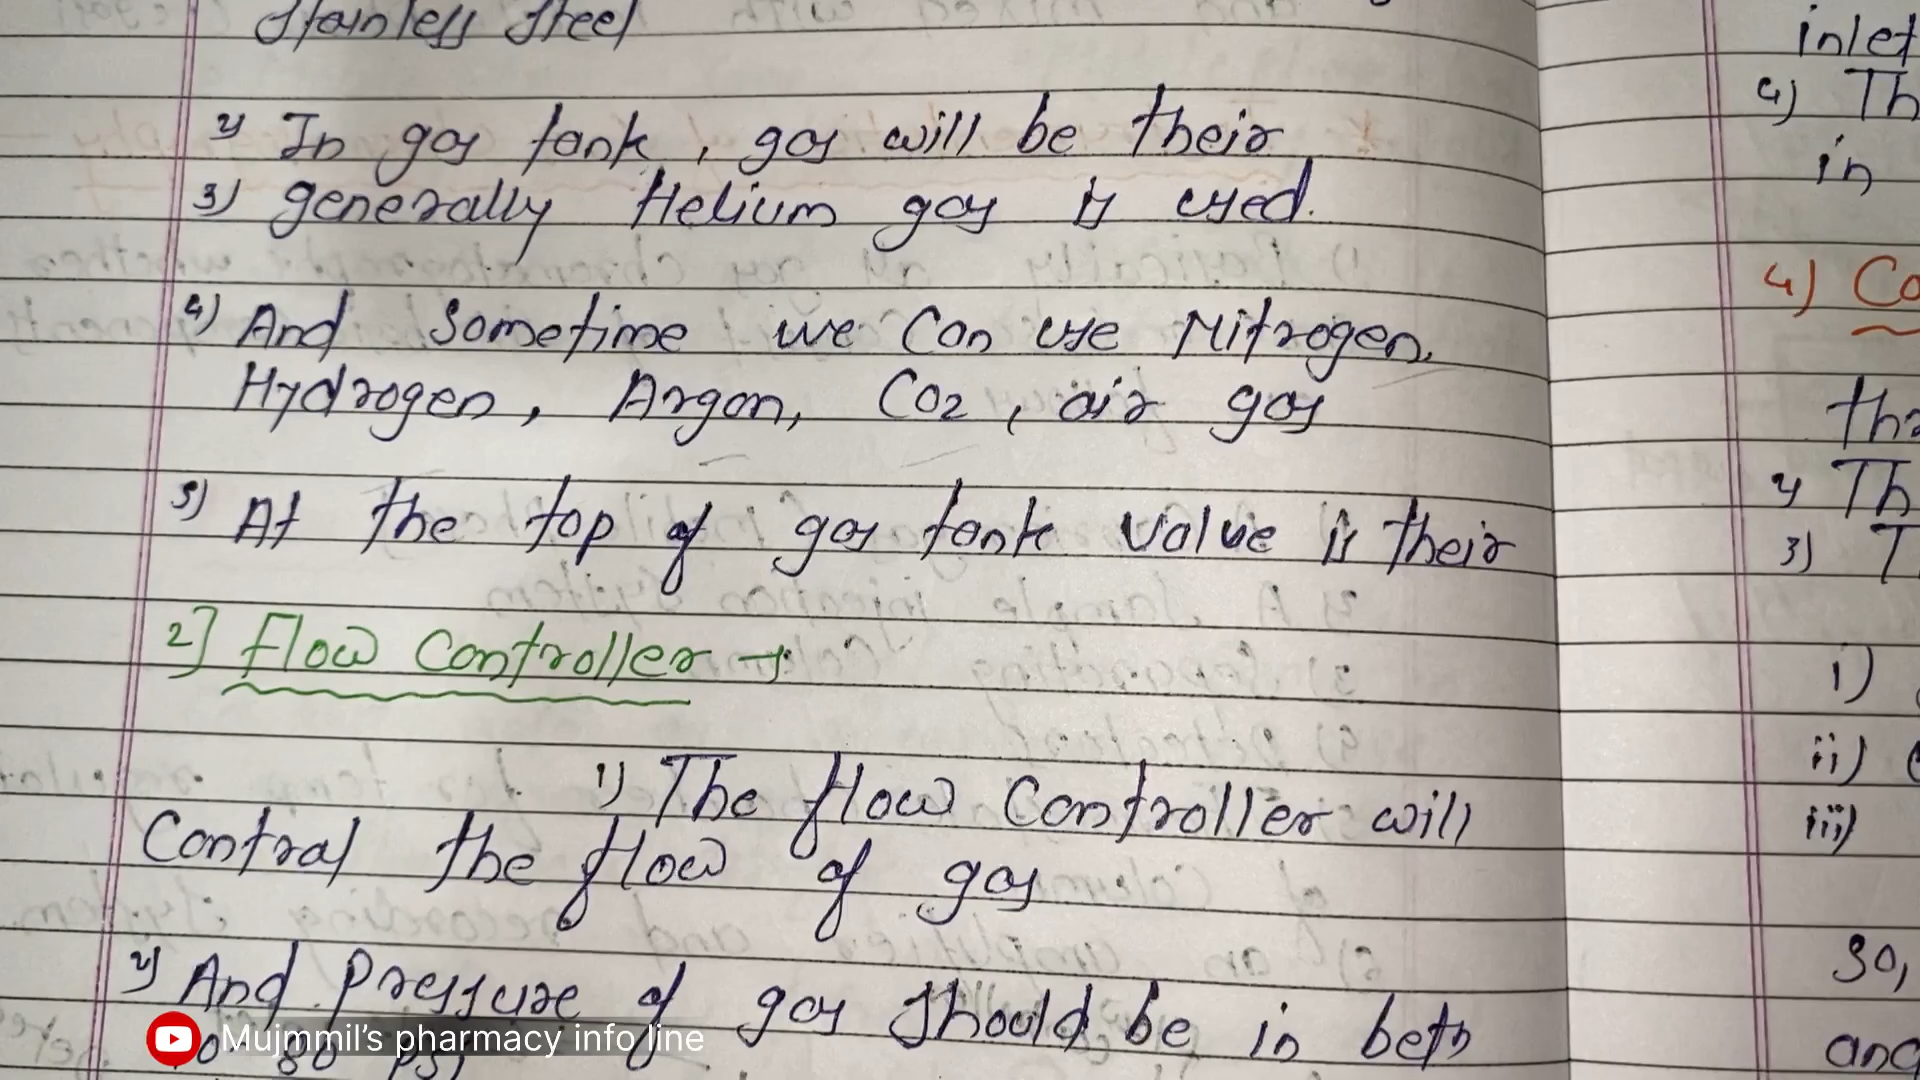 Stainless Steel
2) In gas tank, gas will be their
3) generally Helium gas is used.
4) And sometime we can use Nitrogen,
Hydrogen, Argon, CO2, air gas
5) At the top of gas tank value is their
2] Flow Controller →
1) The flow Controller will
Control the flow of gas
2) And pressure of gas should be in betn
80 psi
Mujmmil's pharmacy info line
inlet
4) Th
in
4) Co
2) Th
3) T
i)
ii)
iii)
so,
and